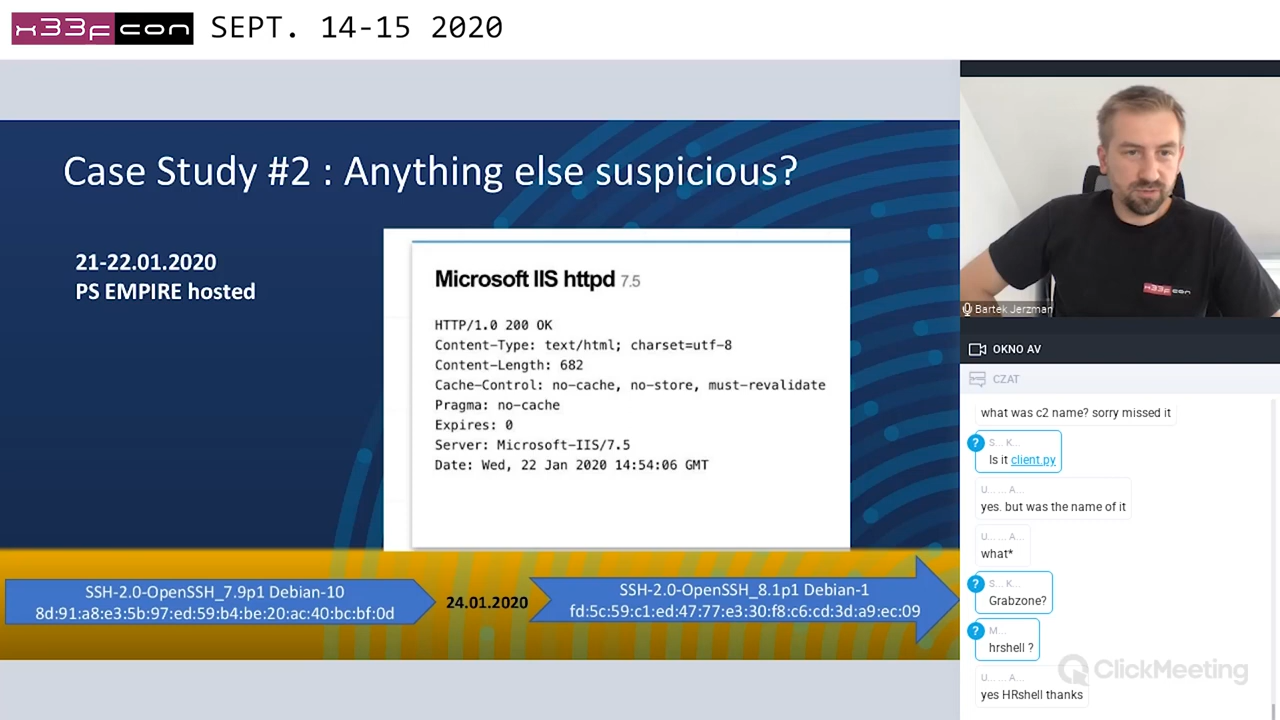 x33fcon SEPT. 14-15 2020
Case Study #2 : Anything else suspicious?
21-22.01.2020
PS EMPIRE hosted
Microsoft IIS httpd 7.5
HTTP/1.0 200 OK
Content-Type: text/html; charset=utf-8
Content-Length: 682
Cache-Control: no-cache, no-store, must-revalidate
Pragma: no-cache
Expires: 0
Server: Microsoft-IIS/7.5
Date: Wed, 22 Jan 2020 14:54:06 GMT
SSH-2.0-OpenSSH_7.9p1 Debian-10
8d:91:a8:e3:5b:97:ed:59:b4:be:20:ac:40:bc:bf:0d
24.01.2020
SSH-2.0-OpenSSH_8.1p1 Debian-1
fd:5c:59:c1:ed:47:77:e3:30:f8:c6:cd:3d:a9:ec:09
x33fcon
Bartek Jerzman
OKNO AV
CZAT
what was c2 name? sorry missed it
?
S... K...
Is it client.py
U... ... A...
yes. but was the name of it
U... ... A...
what*
?
S... K...
Grabzone?
?
M...
hrshell ?
U... ... A...
yes HRshell thanks
ClickMeeting